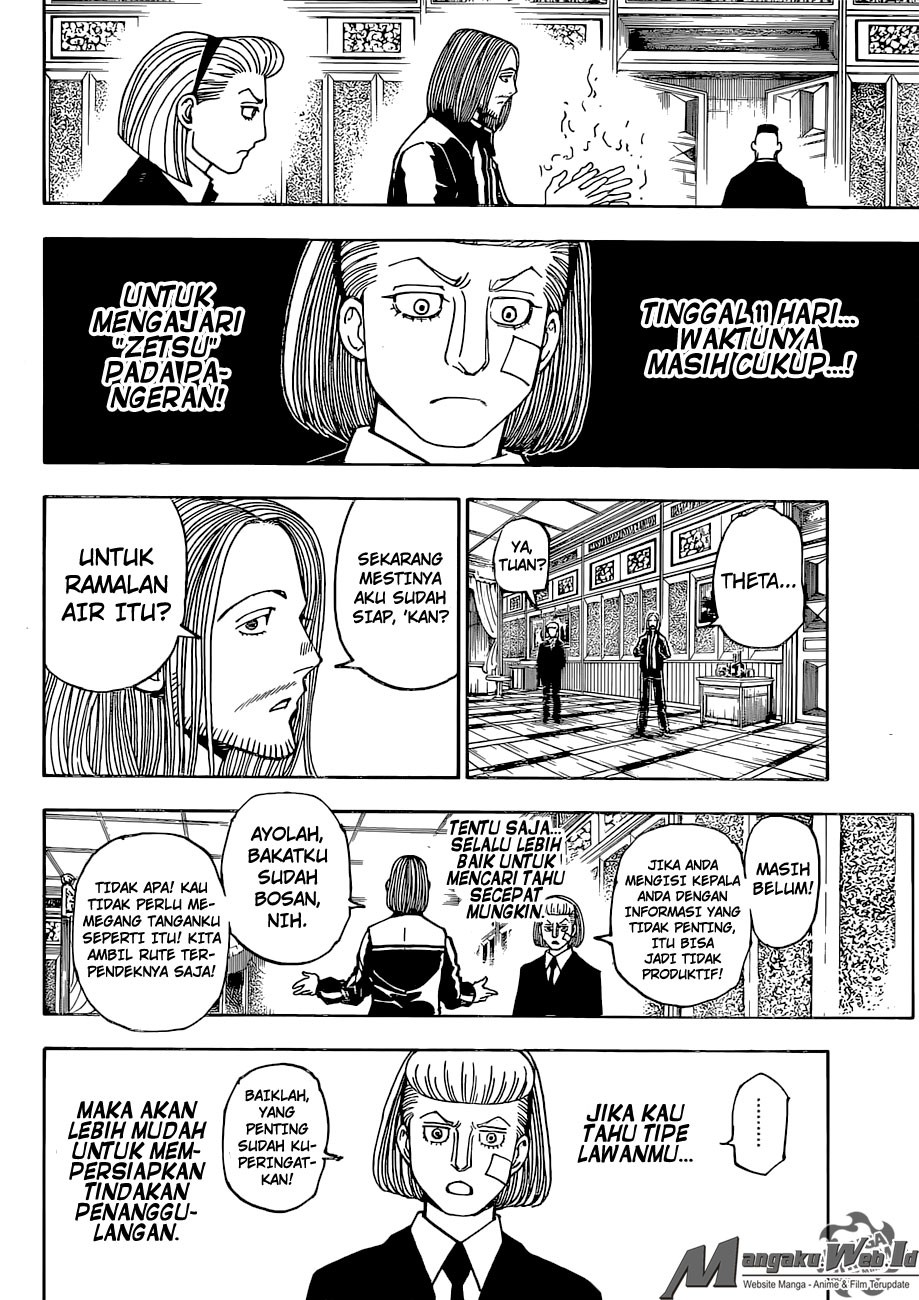 TINGGAL 11 HARI...
WAKTUNYA
MASIH CUKUP...!
UNTUK
MENGAJARI
"ZETSU"
PADA PA-
NGERAN!
THETA...
YA,
TUAN?
SEKARANG
MESTINYA
AKU SUDAH
SIAP, 'KAN?
UNTUK
RAMALAN
AIR ITU?
MASIH
BELUM!
JIKA ANDA
MENGISI KEPALA
ANDA DENGAN
INFORMASI YANG
TIDAK PENTING,
ITU BISA
JADI TIDAK
PRODUKTIF!
TENTU SAJA...
SELALU LEBIH
BAIK UNTUK
MENCARI TAHU
SECEPAT
MUNGKIN.
AYOLAH,
BAKATKU
SUDAH
BOSAN,
NIH.
TIDAK APA! KAU
TIDAK PERLU ME-
MEGANG TANGANKU
SEPERTI ITU! KITA
AMBIL RUTE TER-
PENDEKNYA SAJA!
.........
JIKA KAU
TAHU TIPE
LAWANMU...
BAIKLAH,
YANG
PENTING
SUDAH KU-
PERINGAT-
KAN!
MAKA AKAN
LEBIH MUDAH
UNTUK MEM-
PERSIAPKAN
TINDAKAN
PENANGGU-
LANGAN.
Mangaku.Web.Id
Website Manga - Anime & Film Terupdate